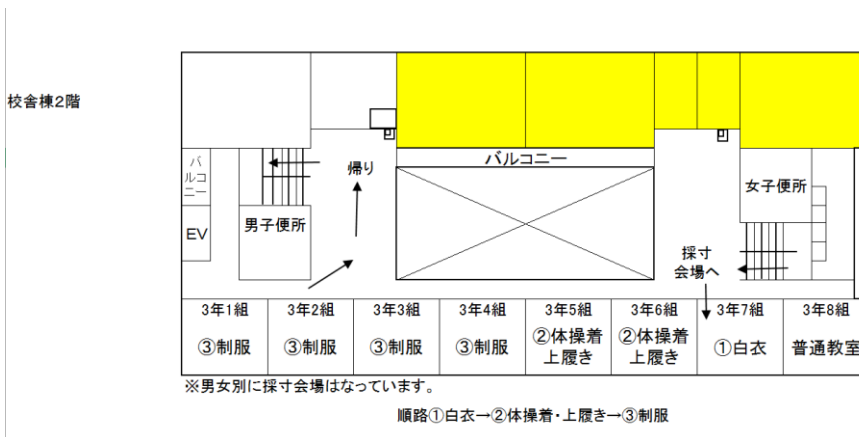 校舎棟2階
バルコニー
バ
ルコ
ニー
帰り
女子便所
男子便所
EV
採寸
会場へ
3年1組
3年2組
3年3組
3年4組
3年5組
3年6組
3年7組
3年8組
③制服
③制服
③制服
③制服
②体操着
上履き
②体操着
上履き
①白衣
普通教室
※男女別に採寸会場はなっています。
順路①白衣→②体操着・上履き→③制服